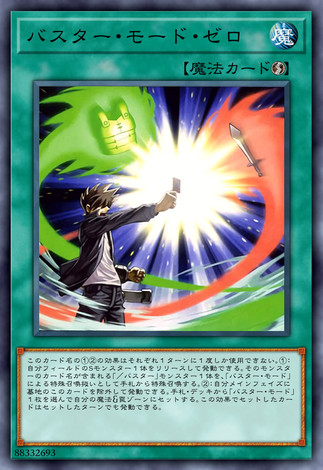 バスター・モード・ゼロ
魔
【魔法カード】
このカード名の①②の効果はそれぞれ1ターンに1度しか使用できない。①:
自分フィールドのSモンスター1体をリリースして発動できる。そのモンスター
のカード名が含まれる「／バスター」モンスター1体を、「バスター・モード」
による特殊召喚扱いとして手札から特殊召喚する。②:自分メインフェイズに
墓地のこのカードを除外して発動できる。手札・デッキから「バスター・モード」
1枚を選んで自分の魔法&罠ゾーンにセットする。この効果でセットしたカード
はセットしたターンでも発動できる。
88332693